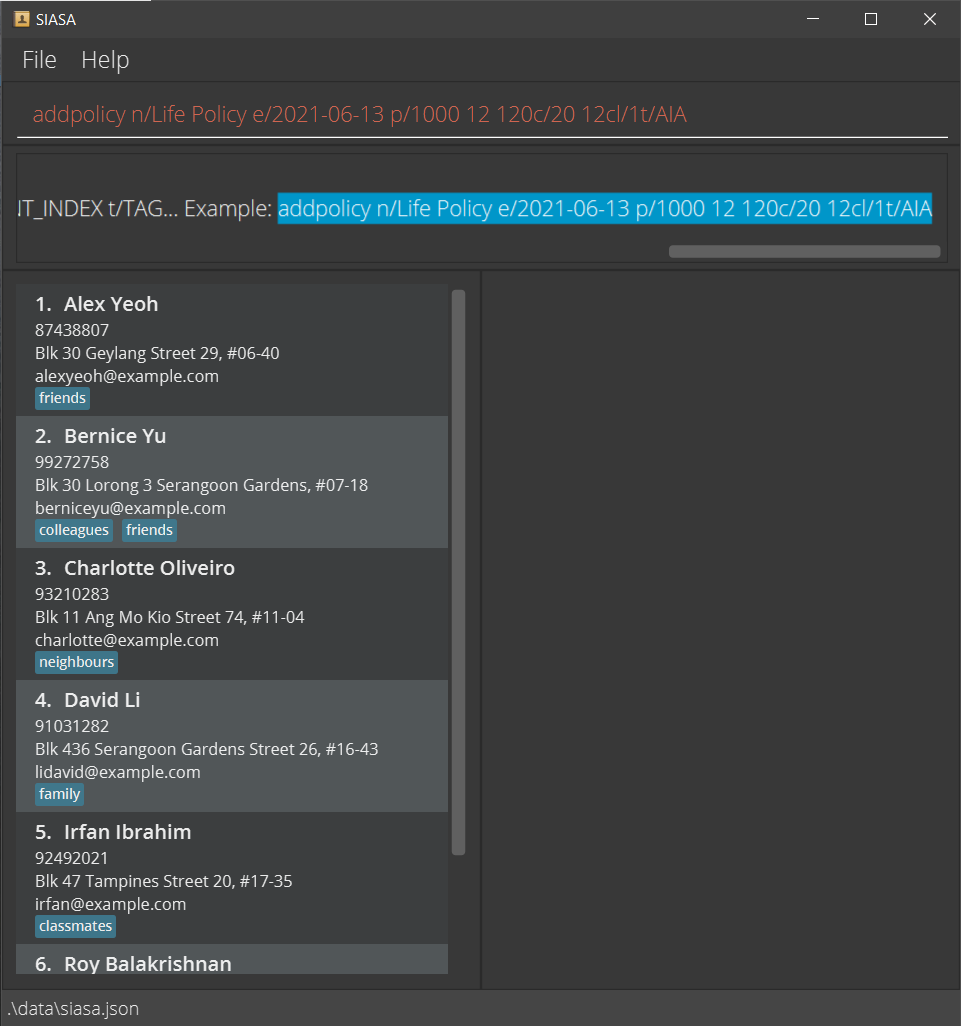 SIASA
File Help
addpolicy n/Life Policy e/2021-06-13 p/1000 12 120c/20 12cl/1t/AIA
NT_INDEX t/TAG... Example: addpolicy n/Life Policy e/2021-06-13 p/1000 12 120c/20 12cl/1t/AIA
1. Alex Yeoh
87438807
Blk 30 Geylang Street 29, #06-40
alexyeoh@example.com
friends
2. Bernice Yu
99272758
Blk 30 Lorong 3 Serangoon Gardens, #07-18
berniceyu@example.com
colleagues friends
3. Charlotte Oliveiro
93210283
Blk 11 Ang Mo Kio Street 74, #11-04
charlotte@example.com
neighbours
4. David Li
91031282
Blk 436 Serangoon Gardens Street 26, #16-43
lidavid@example.com
family
5. Irfan Ibrahim
92492021
Blk 47 Tampines Street 20, #17-35
irfan@example.com
classmates
6. Roy Balakrishnan
.\data\siasa.json